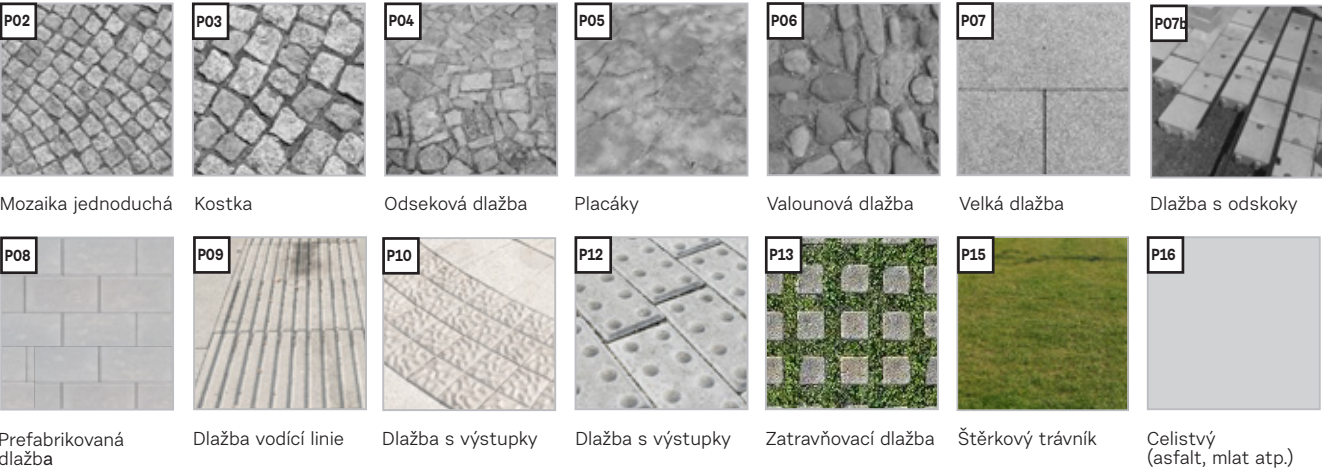 P02 P03 P04 P05 P06 P07 P07b
Mozaika jednoduchá Kostka Odseková dlažba Placáky Valounová dlažba Velká dlažba Dlažba s odskoky
P08 P09 P10 P12 P13 P15 P16
Prefabrikovaná Dlažba vodící linie Dlažba s výstupky Dlažba s výstupky Zatravňovací dlažba Štěrkový trávník Celistvý
dlažba (asfalt, mlat atp.)